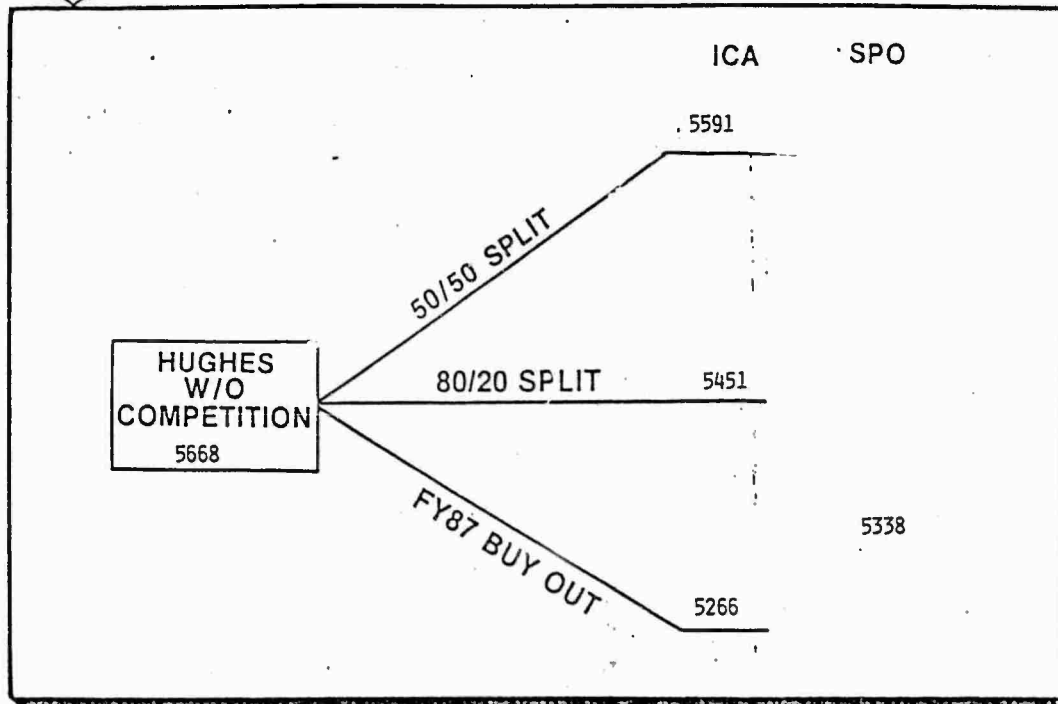 ICA SPO
5591
50/50 SPLIT
HUGHES
W/O
COMPETITION
5668
80/20 SPLIT 5451
5338
FY87 BUY OUT
5266